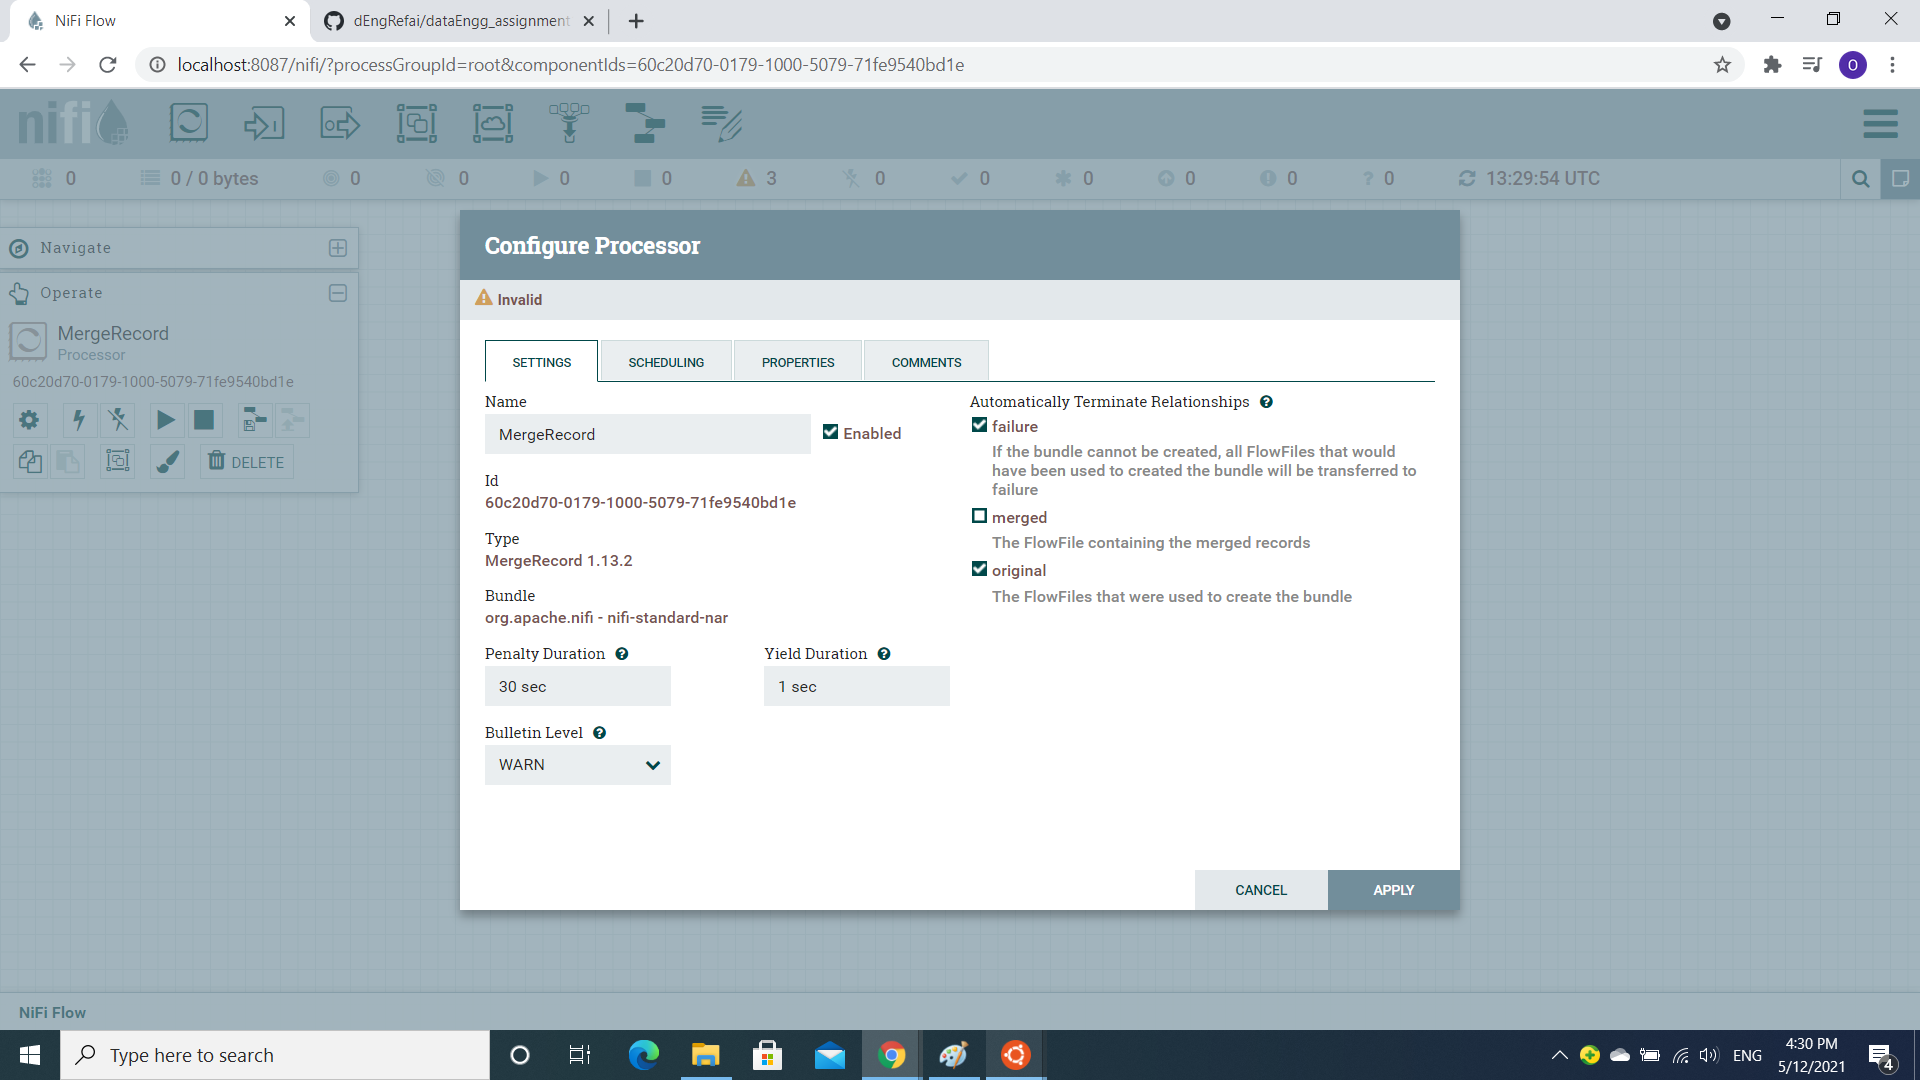 NiFi Flow
dEngRefai/dataEngg_assignment
localhost:8087/nifi/?processGroupId=root&componentIds=60c20d70-0179-1000-5079-71fe9540bd1e
O
nifi
0
0 / 0 bytes
0
0
0
0
3
0
0
0
0
0
? 0
13:29:54 UTC
Navigate
Operate
MergeRecord
Processor
60c20d70-0179-1000-5079-71fe9540bd1e
DELETE
Configure Processor
Invalid
SETTINGS
SCHEDULING
PROPERTIES
COMMENTS
Name
MergeRecord
Enabled
Id
60c20d70-0179-1000-5079-71fe9540bd1e
Type
MergeRecord 1.13.2
Bundle
org.apache.nifi - nifi-standard-nar
Penalty Duration
30 sec
Yield Duration
1 sec
Bulletin Level
WARN
Automatically Terminate Relationships
failure
If the bundle cannot be created, all FlowFiles that would
have been used to created the bundle will be transferred to
failure
merged
The FlowFile containing the merged records
original
The FlowFiles that were used to create the bundle
CANCEL
APPLY
NiFi Flow
Type here to search
ENG
4:30 PM
5/12/2021
4